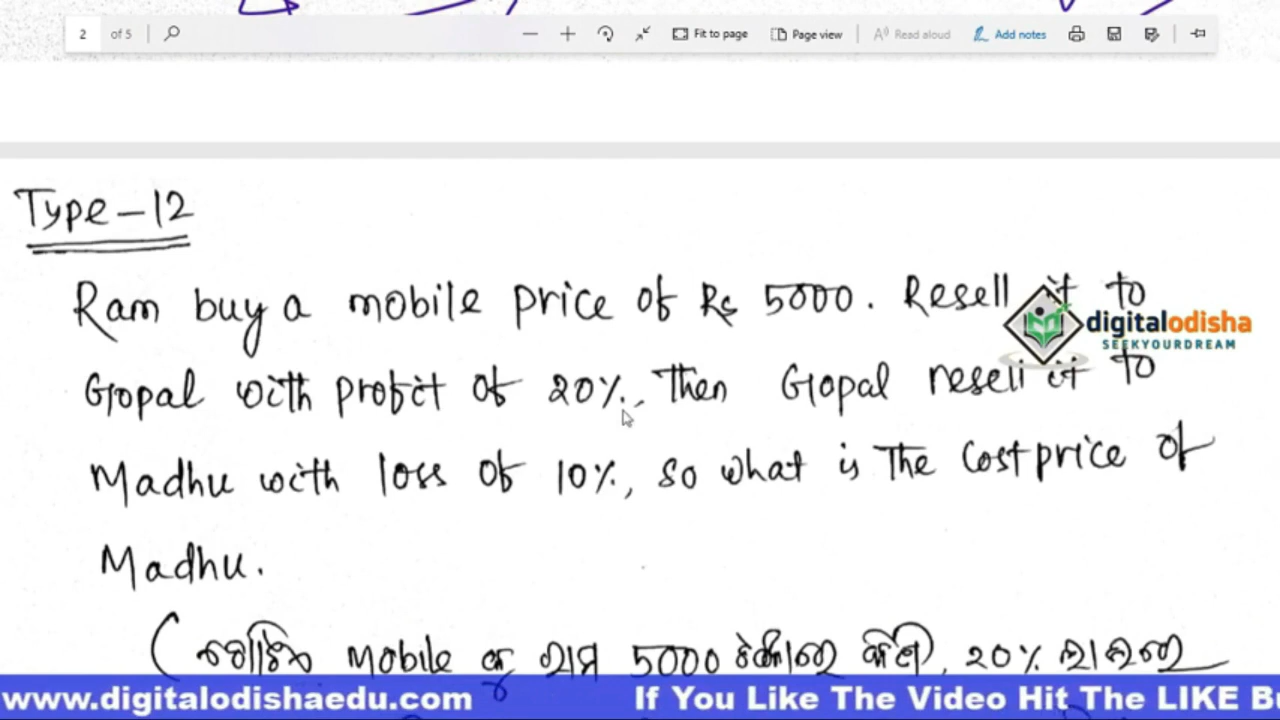 2 of 5 Fit to page Page view Read aloud Add notes
Type-12
Ram buy a mobile price of Rs 5000. Resell it to
digitalodisha
SEEKYOURDREAM
Gopal with profit of 20%. Then Gopal resell it to
Madhu with loss of 10%, so what is the cost price of
Madhu.
(ଗୋଟିଏ mobile କୁ ରାମ 5000 ଟଙ୍କାରେ କିଣି, 20% ଲାଭରେ
www.digitalodishaedu.com If You Like The Video Hit The LIKE